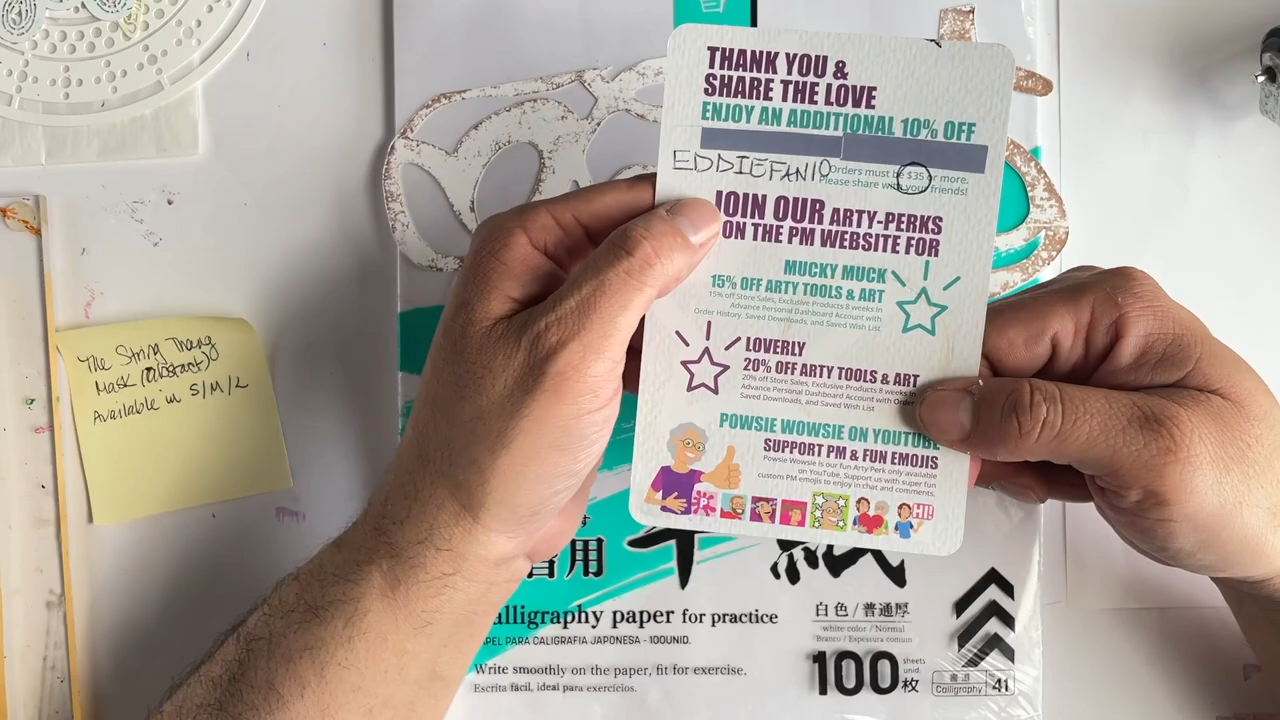 THANK YOU &
SHARE THE LOVE
ENJOY AN ADDITIONAL 10% OFF
EDDIEFAN10
Orders must be $35 or more.
Please share with your friends!
JOIN OUR ARTY-PERKS
ON THE PM WEBSITE FOR
MUCKY MUCK
15% OFF ARTY TOOLS & ART
15% off Store Sales, Exclusive Products 8 weeks in
Advance Personal Dashboard Account with
Order History, Saved Downloads, and Saved Wish List
LOVERLY
20% OFF ARTY TOOLS & ART
20% off Store Sales, Exclusive Products 8 weeks in
Advance Personal Dashboard Account with Order
Saved Downloads, and Saved Wish List
POWSIE WOWSIE ON YOUTUBE
SUPPORT PM & FUN EMOJIS
Powsie Wowsie is our fun Arty Perk only available
on YouTube. Support us with super fun
custom PM emojis to enjoy in chat and comments.
P
HI!
The String Thang
Mask (abstract)
Available in S/M/L
習用 半紙
alligraphy paper for practice
PEL PARA CALIGRAFIA JAPONESA - 100UNID.
Write smoothly on the paper, fit for exercise.
Escrita fácil, ideal para exercícios.
白色/普通厚
white color / Normal
Branco / Espessura comum
100 sheets unid. 枚
書道
Calligraphy 41